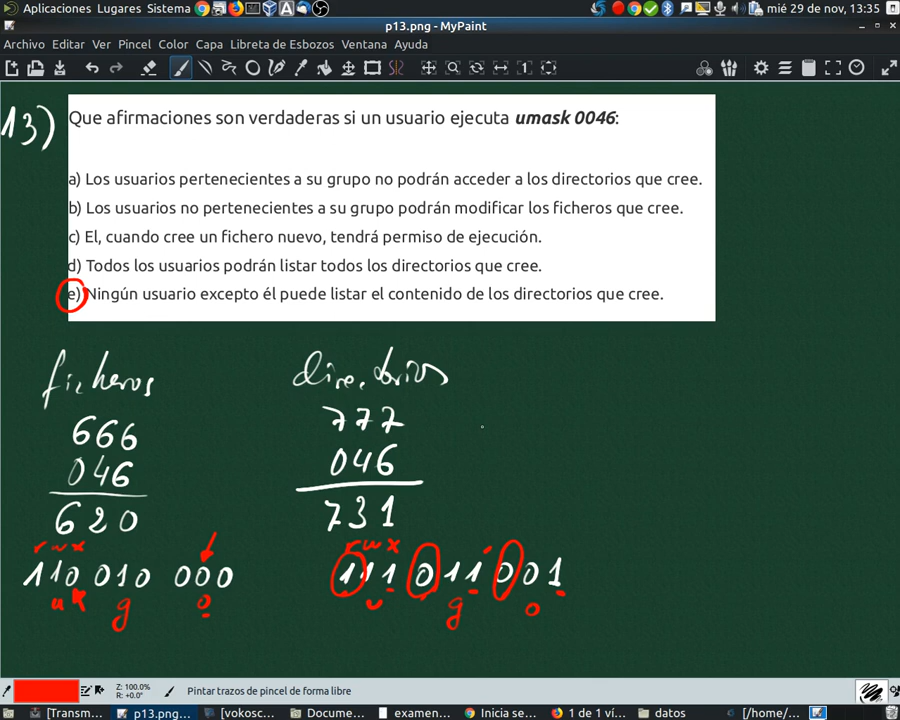 Aplicaciones Lugares Sistema mié 29 de nov, 13:35
p13.png - MyPaint
Archivo Editar Ver Pincel Color Capa Libreta de Esbozos Ventana Ayuda
13)
Que afirmaciones son verdaderas si un usuario ejecuta umask 0046:
a) Los usuarios pertenecientes a su grupo no podrán acceder a los directorios que cree.
b) Los usuarios no pertenecientes a su grupo podrán modificar los ficheros que cree.
c) El, cuando cree un fichero nuevo, tendrá permiso de ejecución.
d) Todos los usuarios podrán listar todos los directorios que cree.
e) Ningún usuario excepto él puede listar el contenido de los directorios que cree.
ficheros directorios
666 777
046 046
620 731
r w x r w x
110 010 000 111 011 001
u g o u g o
Z: 100.0%
R: +0.0°
Pintar trazos de pincel de forma libre
[Transm... p13.png... [vokosc... Docume... examen... Inicia se... 1 de 1 ví... datos [/home/...